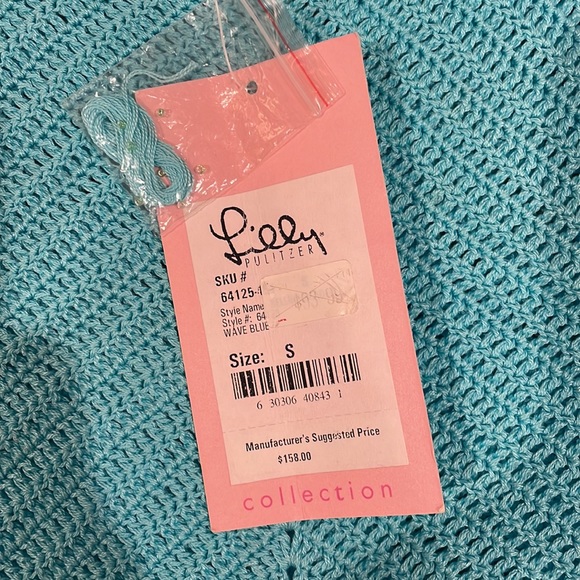 Lilly
PULITZER
SKU #
64125-4
Style Name
Style #: 64
WAVE BLUE
Size: S
6 30306 40843 1
Manufacturer's Suggested Price
$158.00
collection